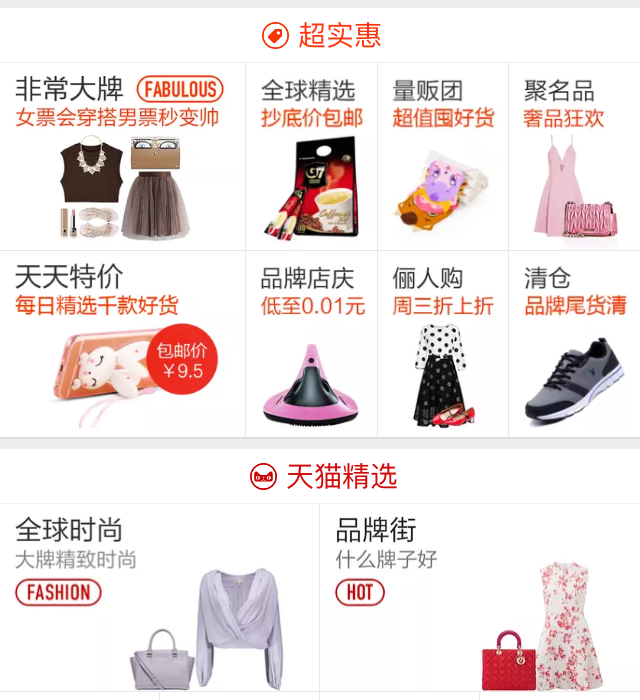 超实惠
非常大牌 FABULOUS
女票会穿搭男票秒变帅
全球精选
抄底价包邮
G7
量贩团
超值囤好货
聚名品
奢品狂欢
天天特价
每日精选千款好货
包邮价
￥9.5
品牌店庆
低至0.01元
俪人购
周三折上折
清仓
品牌尾货清
天猫精选
全球时尚
大牌精致时尚
FASHION
品牌街
什么牌子好
HOT